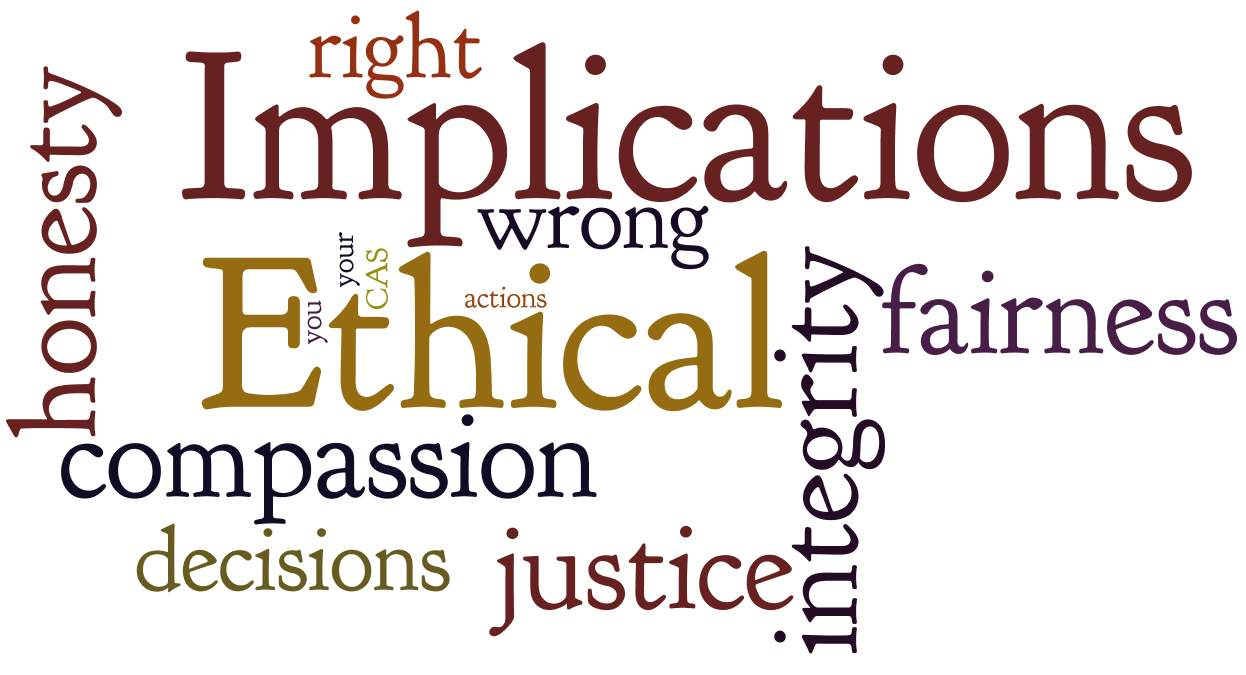 right
Implications
honesty
wrong
your
CAS
you
Ethical
actions
integrity
fairness
compassion
decisions
justice